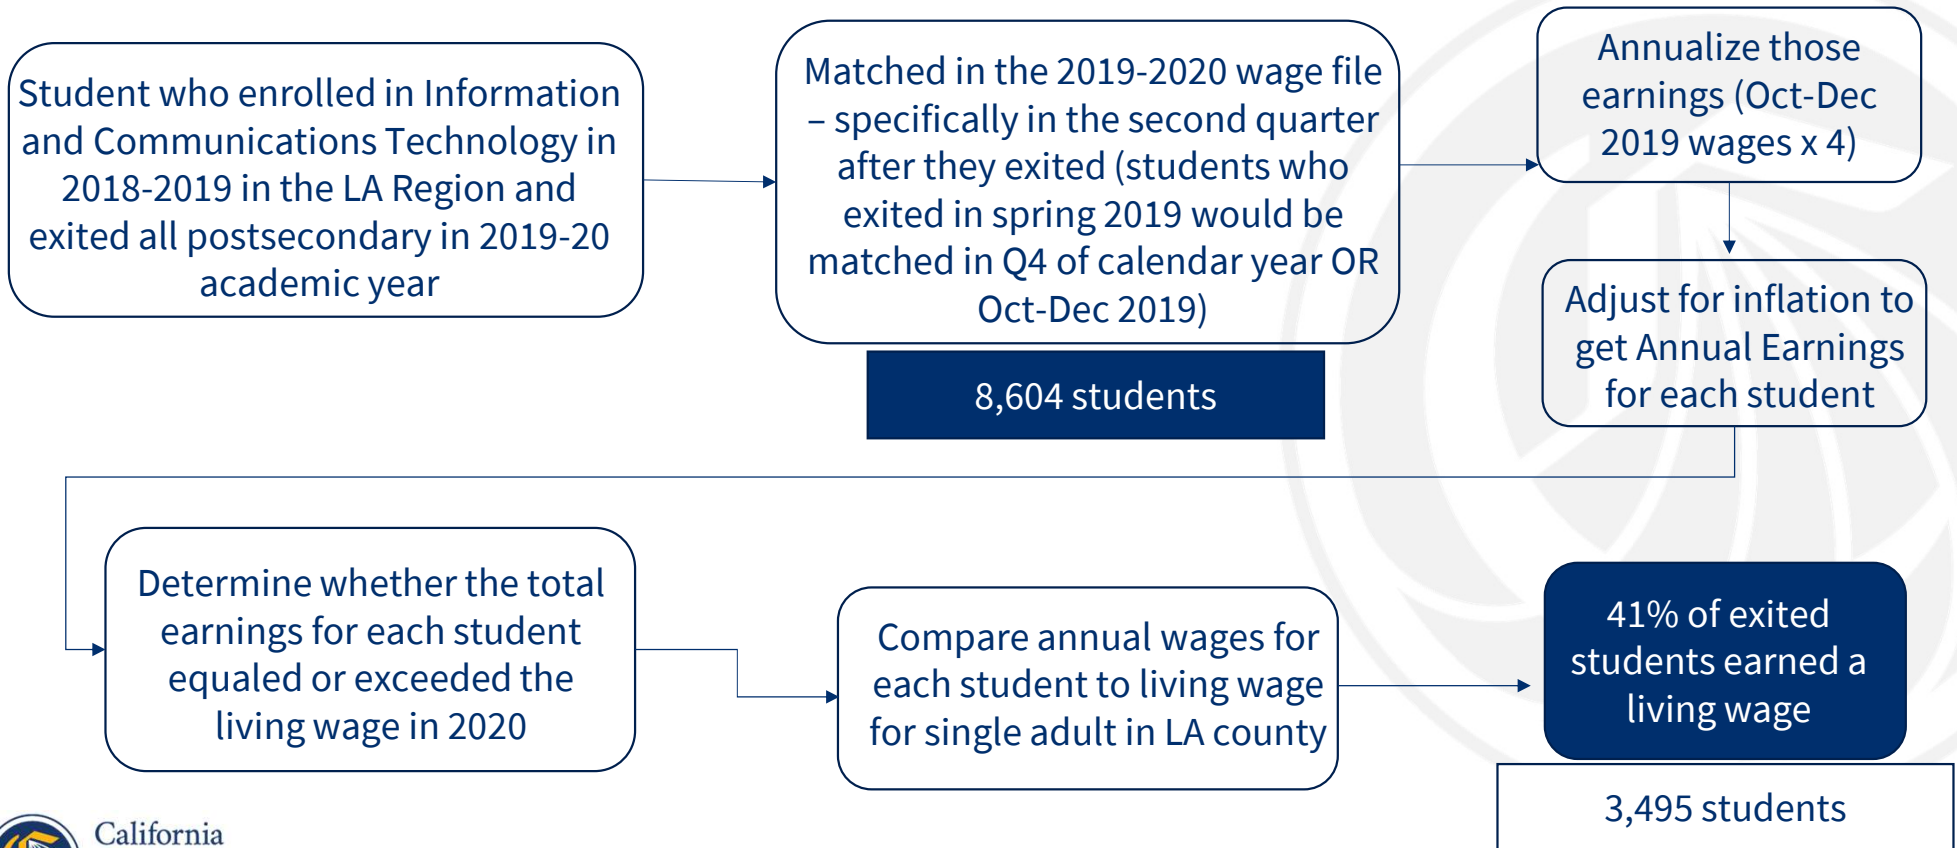 Student who enrolled in Information
and Communications Technology in
2018-2019 in the LA Region and
exited all postsecondary in 2019-20
academic year
Matched in the 2019-2020 wage file
– specifically in the second quarter
after they exited (students who
exited in spring 2019 would be
matched in Q4 of calendar year OR
Oct-Dec 2019)
8,604 students
Annualize those
earnings (Oct-Dec
2019 wages x 4)
Adjust for inflation to
get Annual Earnings
for each student
Determine whether the total
earnings for each student
equaled or exceeded the
living wage in 2020
Compare annual wages for
each student to living wage
for single adult in LA county
41% of exited
students earned a
living wage
3,495 students
California